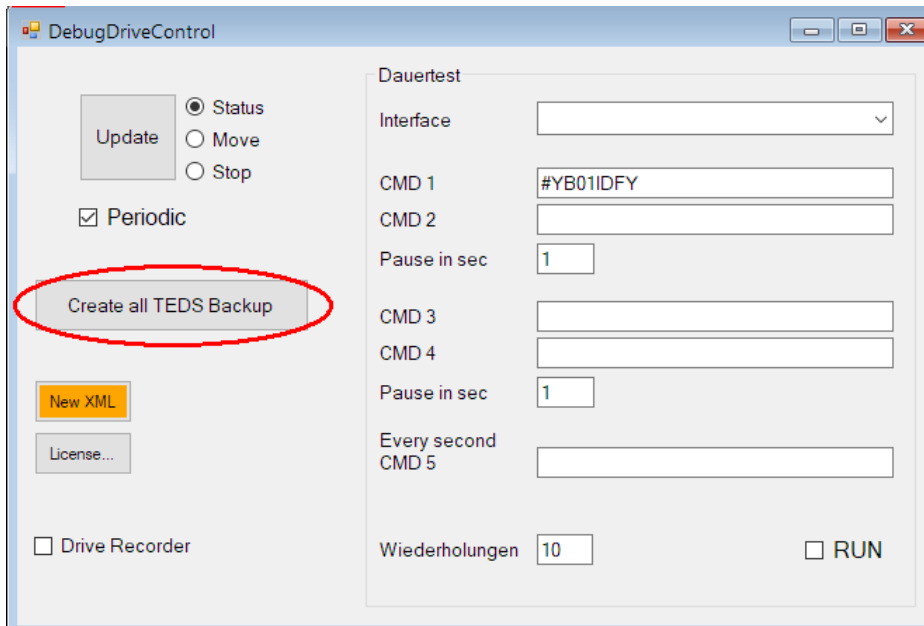 DebugDriveControl
Update
Status
Move
Stop
Periodic
Create all TEDS Backup
New XML
License...
Drive Recorder
Dauertest
Interface
CMD 1 #YB01IDFY
CMD 2
Pause in sec 1
CMD 3
CMD 4
Pause in sec 1
Every second
CMD 5
Wiederholungen 10 RUN